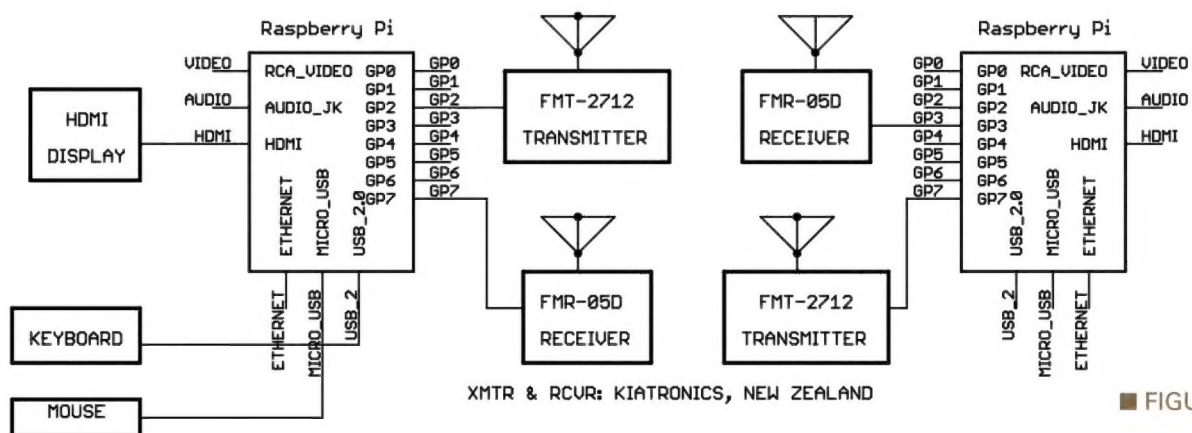 Raspberry Pi
VIDEO
RCA_VIDEO
AUDIO
AUDIO_JK
HDMI
HDMI
GP0
GP1
GP2
GP3
GP4
GP5
GP6
GP7
GP0
GP1
GP2
GP3
GP4
GP5
GP6
GP7
ETHERNET
MICRO_USB
USB_2.0
ETHERNET
MICRO_USB
USB_2
HDMI
DISPLAY
KEYBOARD
MOUSE
FMT-2712
TRANSMITTER
FMR-05D
RECEIVER
FMR-05D
RECEIVER
FMT-2712
TRANSMITTER
Raspberry Pi
GP0
GP1
GP2
GP3
GP4
GP5
GP6
GP7
GP0
GP1
GP2
GP3
GP4
GP5
GP6
GP7
RCA_VIDEO
VIDEO
AUDIO_JK
AUDIO
HDMI
HDMI
USB_2.0
MICRO_USB
ETHERNET
USB_2
MICRO_USB
ETHERNET
XMTR & RCVR: KIATRONICS, NEW ZEALAND
■ FIGU